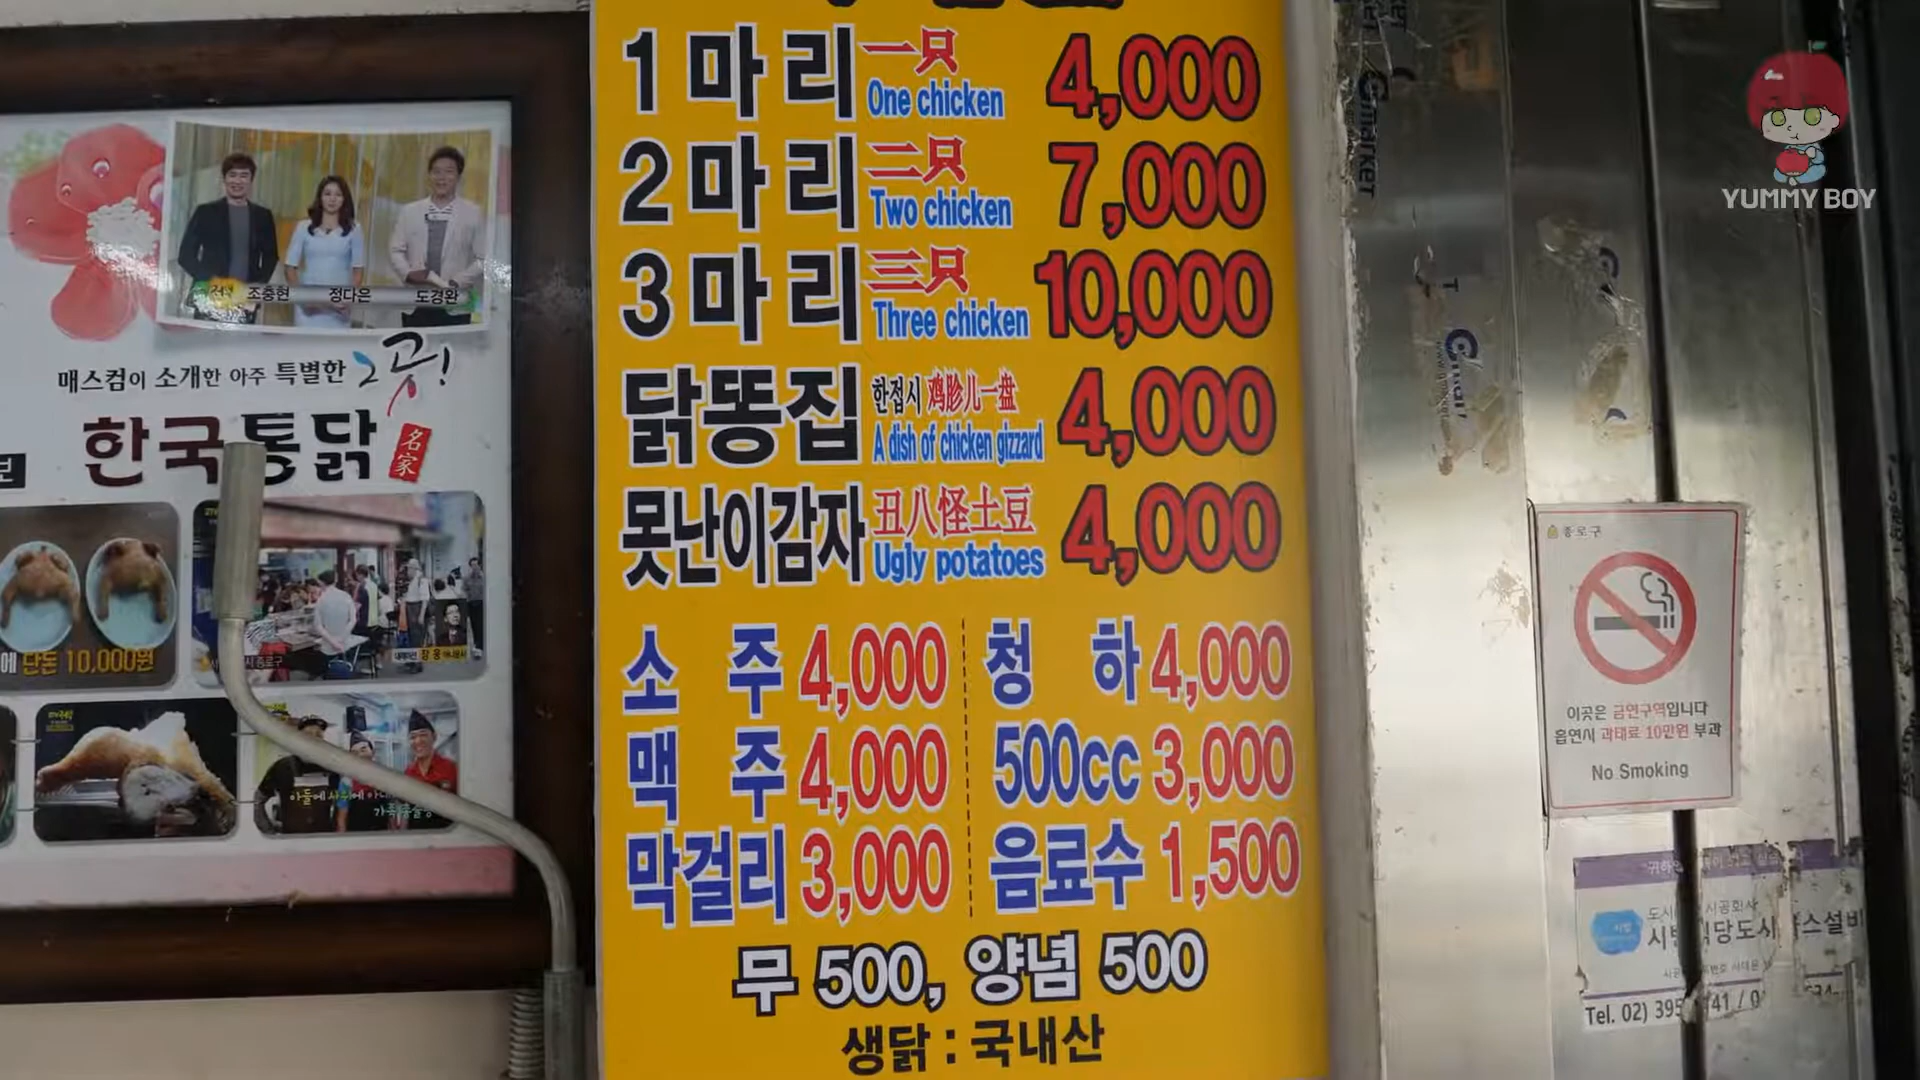 1마리 一只 One chicken 4,000
2마리 二只 Two chicken 7,000
3마리 三只 Three chicken 10,000
닭똥집 한접시 鸡胗儿一盘 A dish of chicken gizzard 4,000
못난이감자 丑八怪土豆 Ugly potatoes 4,000
소주 4,000 청하 4,000
맥주 4,000 500cc 3,000
막걸리 3,000 음료수 1,500
무 500, 양념 500
생닭 : 국내산
조충현 정다은 도경완
매스컴이 소개한 아주 특별한 그곳!
한국통닭 名家
에 단돈 10,000원
YUMMY BOY
Gmarket
종로구
이곳은 금연구역입니다
흡연시 과태료 10만원 부과
No Smoking
Tel. 02) 395